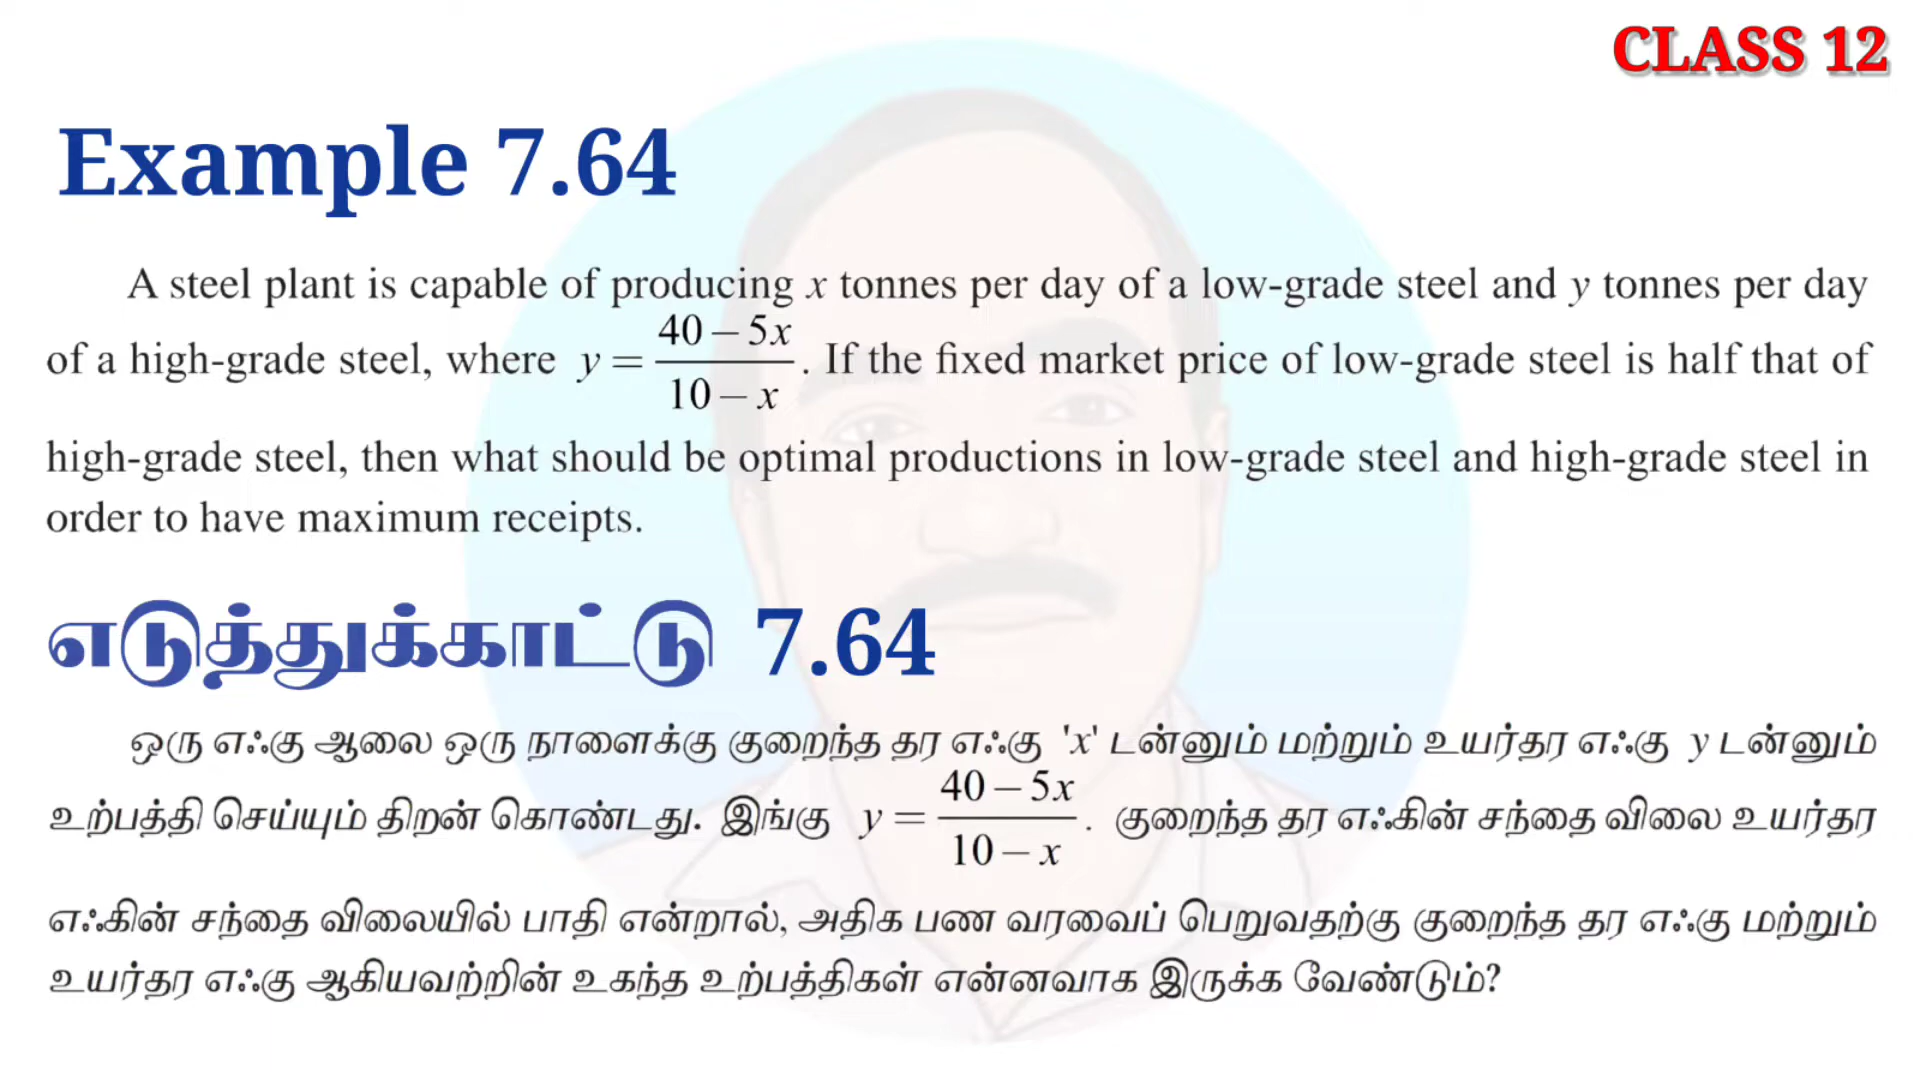 CLASS 12
Example 7.64
A steel plant is capable of producing x tonnes per day of a low-grade steel and y tonnes per day
of a high-grade steel, where y = (40 – 5x)/(10 – x). If the fixed market price of low-grade steel is half that of
high-grade steel, then what should be optimal productions in low-grade steel and high-grade steel in
order to have maximum receipts.
எடுத்துக்காட்டு 7.64
ஒரு எஃகு ஆலை ஒரு நாளைக்கு குறைந்த தர எஃகு 'x' டன்னும் மற்றும் உயர்தர எஃகு y டன்னும்
உற்பத்தி செய்யும் திறன் கொண்டது. இங்கு y = (40 – 5x)/(10 – x). குறைந்த தர எஃகின் சந்தை விலை உயர்தர
எஃகின் சந்தை விலையில் பாதி என்றால், அதிக பண வரவைப் பெறுவதற்கு குறைந்த தர எஃகு மற்றும்
உயர்தர எஃகு ஆகியவற்றின் உகந்த உற்பத்திகள் என்னவாக இருக்க வேண்டும்?